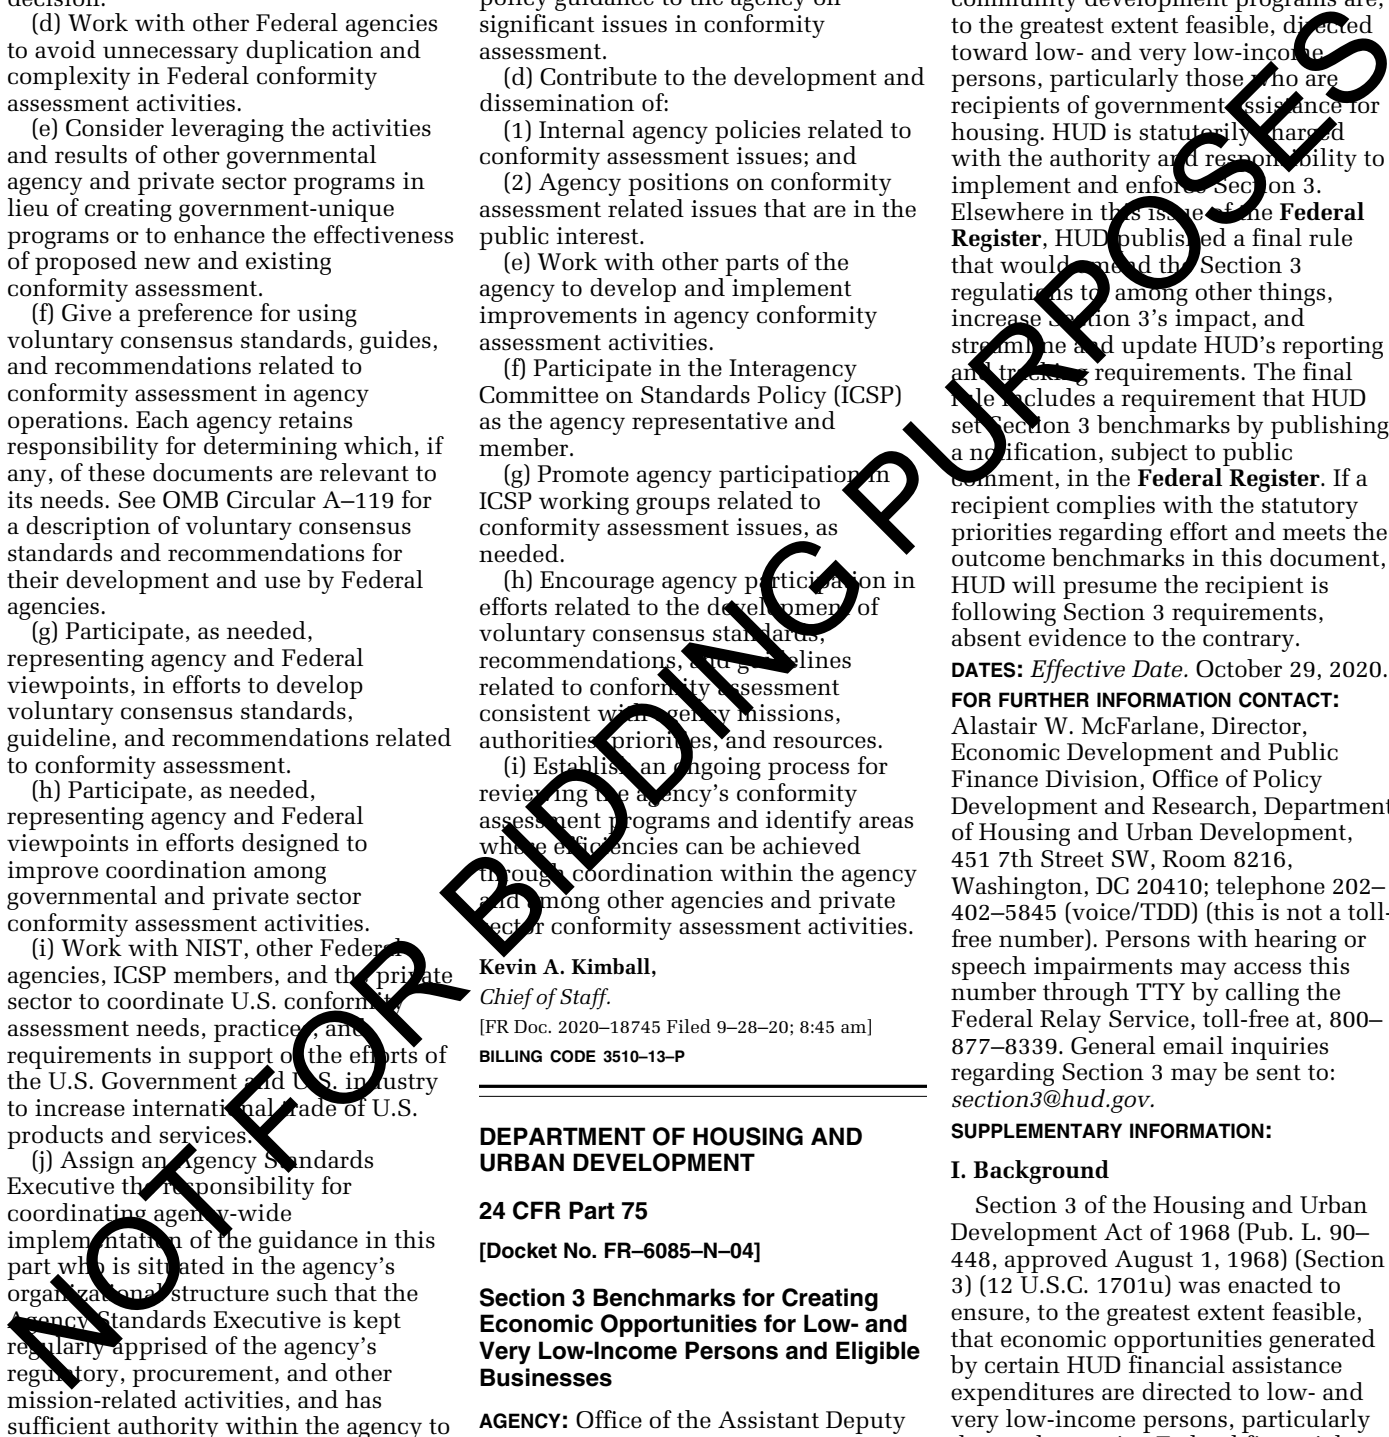 decision.
(d) Work with other Federal agencies
to avoid unnecessary duplication and
complexity in Federal conformity
assessment activities.
(e) Consider leveraging the activities
and results of other governmental
agency and private sector programs in
lieu of creating government-unique
programs or to enhance the effectiveness
of proposed new and existing
conformity assessment.
(f) Give a preference for using
voluntary consensus standards, guides,
and recommendations related to
conformity assessment in agency
operations. Each agency retains
responsibility for determining which, if
any, of these documents are relevant to
its needs. See OMB Circular A–119 for
a description of voluntary consensus
standards and recommendations for
their development and use by Federal
agencies.
(g) Participate, as needed,
representing agency and Federal
viewpoints, in efforts to develop
voluntary consensus standards,
guideline, and recommendations related
to conformity assessment.
(h) Participate, as needed,
representing agency and Federal
viewpoints in efforts designed to
improve coordination among
governmental and private sector
conformity assessment activities.
(i) Work with NIST, other Federal
agencies, ICSP members, and the private
sector to coordinate U.S. conformity
assessment needs, practices, and
requirements in support of the efforts of
the U.S. Government and U.S. industry
to increase international trade of U.S.
products and services.
(j) Assign an Agency Standards
Executive the responsibility for
coordinating agency-wide
implementation of the guidance in this
part who is situated in the agency's
organizational structure such that the
Agency Standards Executive is kept
regularly apprised of the agency's
regulatory, procurement, and other
mission-related activities, and has
sufficient authority within the agency to
policy guidance to the agency on
significant issues in conformity
assessment.
(d) Contribute to the development and
dissemination of:
(1) Internal agency policies related to
conformity assessment issues; and
(2) Agency positions on conformity
assessment related issues that are in the
public interest.
(e) Work with other parts of the
agency to develop and implement
improvements in agency conformity
assessment activities.
(f) Participate in the Interagency
Committee on Standards Policy (ICSP)
as the agency representative and
member.
(g) Promote agency participation in
ICSP working groups related to
conformity assessment issues, as
needed.
(h) Encourage agency participation in
efforts related to the development of
voluntary consensus standards,
recommendations, and guidelines
related to conformity assessment
consistent with agency missions,
authorities, priorities, and resources.
(i) Establish an ongoing process for
reviewing the agency's conformity
assessment programs and identify areas
where efficiencies can be achieved
through coordination within the agency
and among other agencies and private
sector conformity assessment activities.
Kevin A. Kimball,
Chief of Staff.
[FR Doc. 2020–18745 Filed 9–28–20; 8:45 am]
BILLING CODE 3510–13–P
DEPARTMENT OF HOUSING AND
URBAN DEVELOPMENT
24 CFR Part 75
[Docket No. FR–6085–N–04]
Section 3 Benchmarks for Creating
Economic Opportunities for Low- and
Very Low-Income Persons and Eligible
Businesses
AGENCY: Office of the Assistant Deputy
community development programs are,
to the greatest extent feasible, directed
toward low- and very low-income
persons, particularly those who are
recipients of government assistance for
housing. HUD is statutorily charged
with the authority and responsibility to
implement and enforce Section 3.
Elsewhere in this issue of the Federal
Register, HUD published a final rule
that would amend the Section 3
regulations to, among other things,
increase Section 3's impact, and
streamline and update HUD's reporting
and tracking requirements. The final
rule includes a requirement that HUD
set Section 3 benchmarks by publishing
a notification, subject to public
comment, in the Federal Register. If a
recipient complies with the statutory
priorities regarding effort and meets the
outcome benchmarks in this document,
HUD will presume the recipient is
following Section 3 requirements,
absent evidence to the contrary.
DATES: Effective Date. October 29, 2020.
FOR FURTHER INFORMATION CONTACT:
Alastair W. McFarlane, Director,
Economic Development and Public
Finance Division, Office of Policy
Development and Research, Department
of Housing and Urban Development,
451 7th Street SW, Room 8216,
Washington, DC 20410; telephone 202–
402–5845 (voice/TDD) (this is not a toll-
free number). Persons with hearing or
speech impairments may access this
number through TTY by calling the
Federal Relay Service, toll-free at, 800–
877–8339. General email inquiries
regarding Section 3 may be sent to:
section3@hud.gov.
SUPPLEMENTARY INFORMATION:
I. Background
Section 3 of the Housing and Urban
Development Act of 1968 (Pub. L. 90–
448, approved August 1, 1968) (Section
3) (12 U.S.C. 1701u) was enacted to
ensure, to the greatest extent feasible,
that economic opportunities generated
by certain HUD financial assistance
expenditures are directed to low- and
very low-income persons, particularly
NOT FOR BIDDING PURPOSES